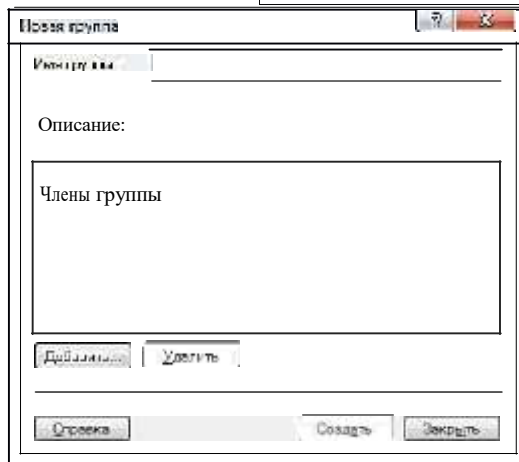 Новая группа
Имя группы
Описание:
Члены группы
Добавить... Удалить
Справка Создать Закрыть